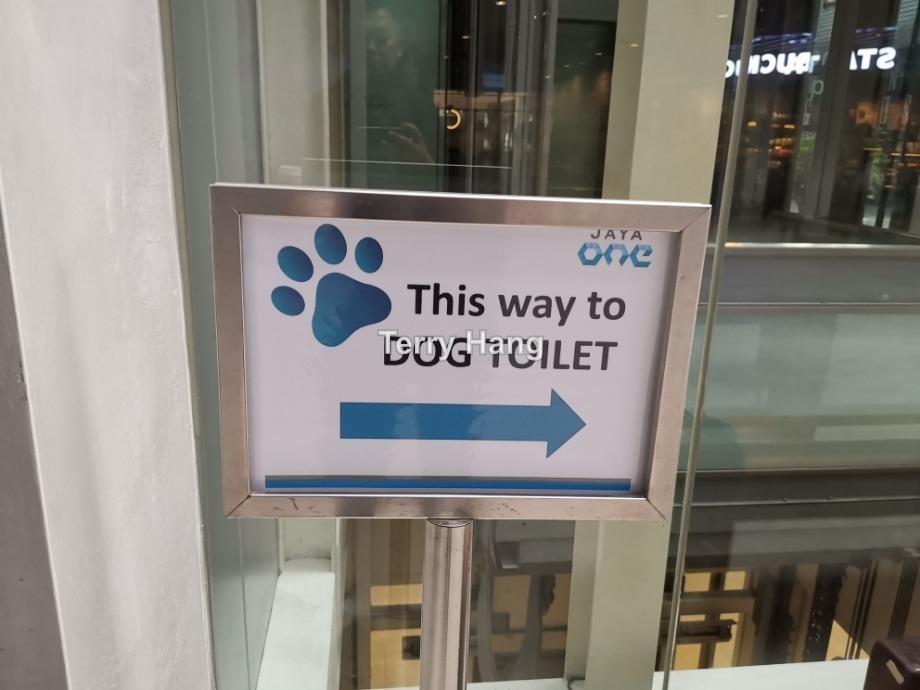 JAYA
one
This way to
DOG TOILET
Terry Hang